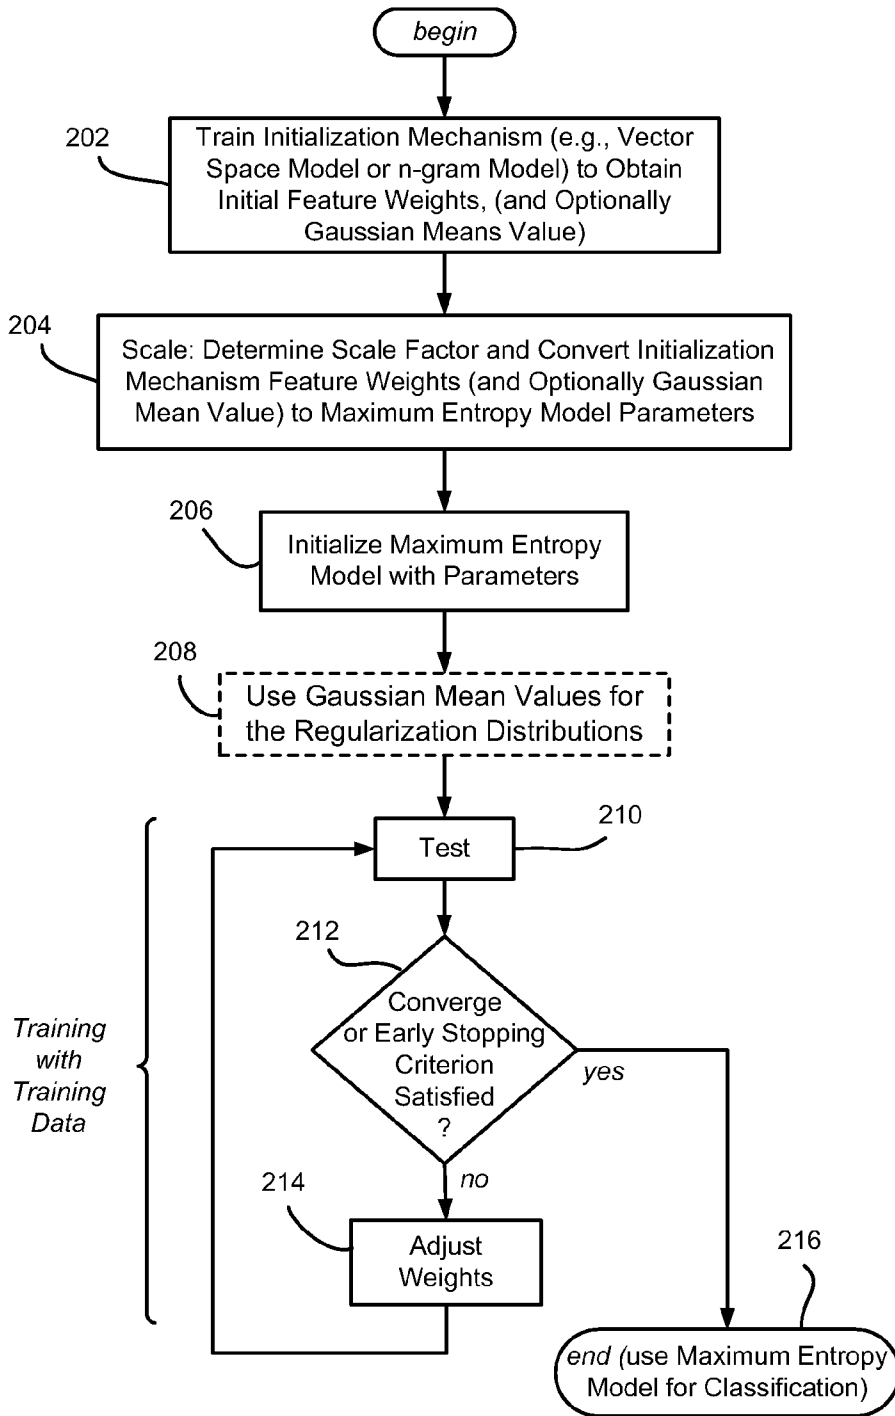 begin
202
Train Initialization Mechanism (e.g., Vector
Space Model or n-gram Model) to Obtain
Initial Feature Weights, (and Optionally
Gaussian Means Value)
204
Scale: Determine Scale Factor and Convert Initialization
Mechanism Feature Weights (and Optionally Gaussian
Mean Value) to Maximum Entropy Model Parameters
206
Initialize Maximum Entropy
Model with Parameters
208
Use Gaussian Mean Values for
the Regularization Distributions
210
Test
212
Converge
or Early Stopping
Criterion
Satisfied
?
yes
no
Training
with
Training
Data
214
Adjust
Weights
216
end (use Maximum Entropy
Model for Classification)